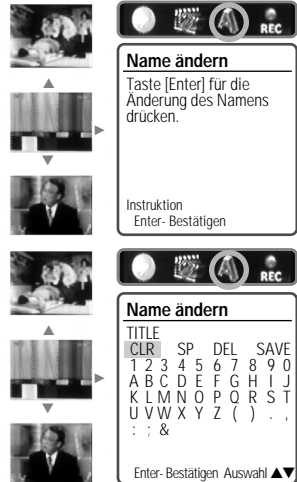 REC
Name ändern
Taste [Enter] für die
Änderung des Namens
drücken.
Instruktion
Enter- Bestätigen
REC
Name ändern
TITLE
CLR SP DEL SAVE
1 2 3 4 5 6 7 8 9 0
A B C D E F G H I J
K L M N O P Q R S T
U V W X Y Z ( ) . ,
: ; &
Enter- Bestätigen Auswahl ▲▼